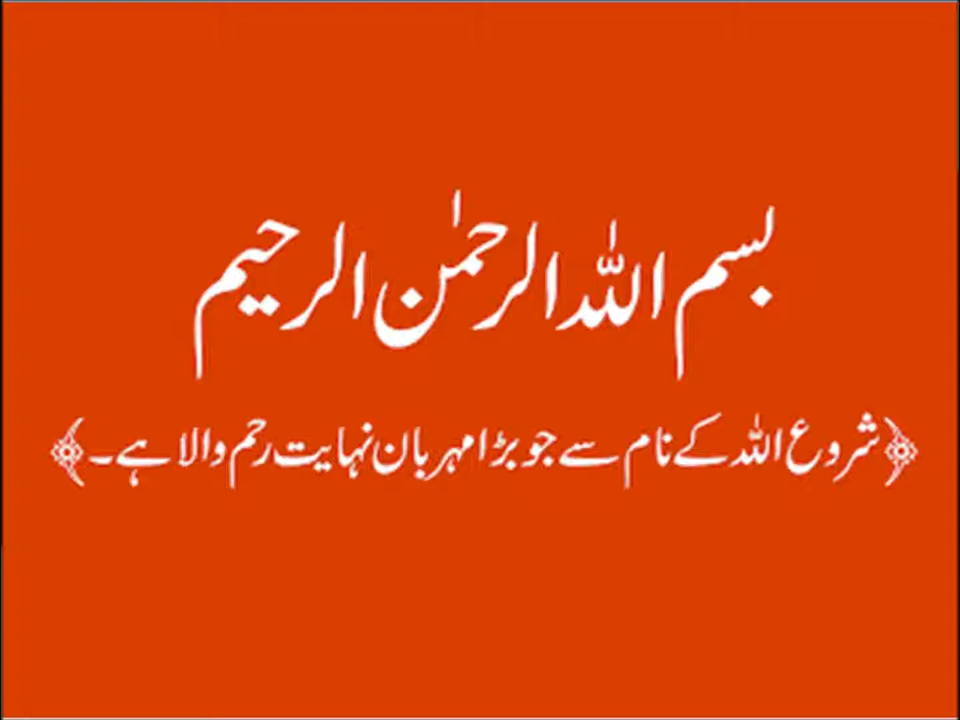 بسم اللہ الرحمٰن الرحیم
﴿شروع اللہ کے نام سے جو بڑا مہربان نہایت رحم والا ہے۔﴾